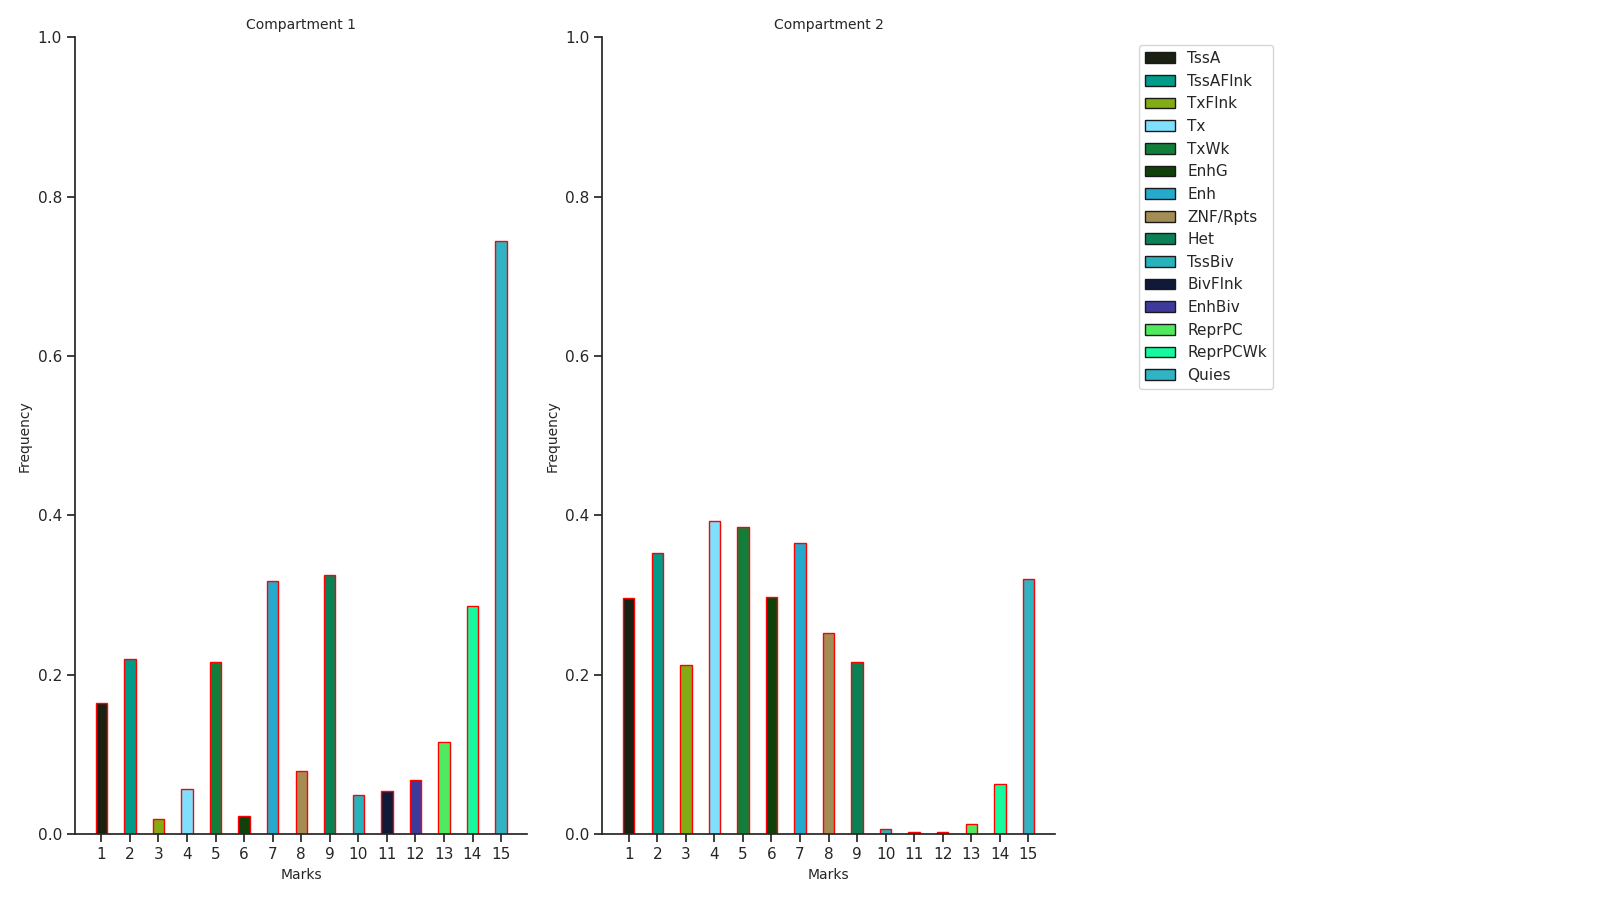 Compartment 1
1.0
0.8
0.6
0.4
0.2
0.0
Frequency
1 2 3 4 5 6 7 8 9 10 11 12 13 14 15
Marks
Compartment 2
1.0
0.8
0.6
0.4
0.2
0.0
Frequency
1 2 3 4 5 6 7 8 9 10 11 12 13 14 15
Marks
TssA
TssAFlnk
TxFlnk
Tx
TxWk
EnhG
Enh
ZNF/Rpts
Het
TssBiv
BivFlnk
EnhBiv
ReprPC
ReprPCWk
Quies